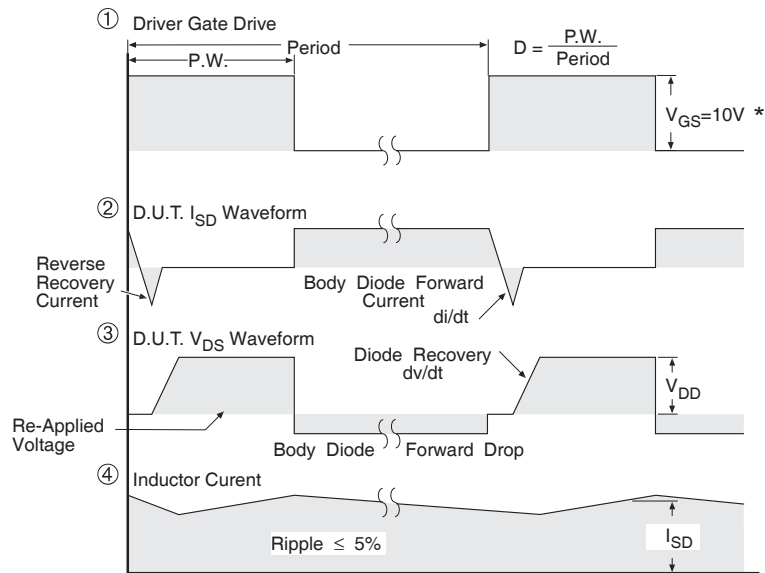 ① Driver Gate Drive
Period
P.W.
D = P.W.
Period
V_GS=10V *
② D.U.T. I_SD Waveform
Reverse
Recovery
Current
Body Diode Forward
Current
di/dt
③ D.U.T. V_DS Waveform
Diode Recovery
dv/dt
V_DD
Re-Applied
Voltage
Body Diode Forward Drop
④ Inductor Curent
Ripple ≤ 5%
I_SD